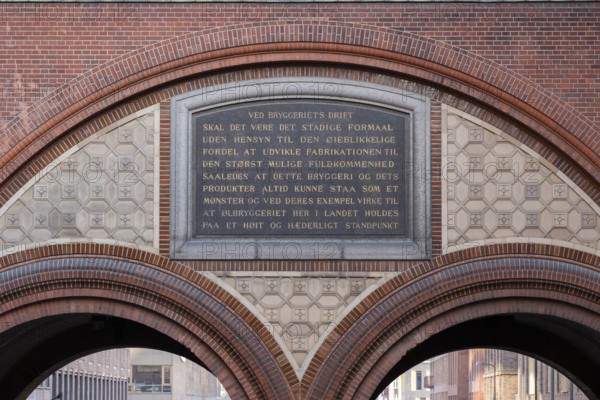 VED BRYGGERIETS DRIFT
SKAL DET VÆRE DET STADIGE FORMAAL
UDEN HENSYN TIL DEN ØIEBLIKKELIGE
FORDEL AT UDVIKLE FABRIKATIONEN TIL
DEN STØRST MULIGE FULDKOMMENHED
SAALEDES AT DETTE BRYGGERI OG DETS
PRODUKTER ALTID KUNNE STAA SOM ET
MØNSTER OG VED DERES EXEMPEL VIRKE TIL
AT ØLBRYGGERIET HER I LANDET HOLDES
PAA ET HØIT OG HÆDERLIGT STANDPUNKT